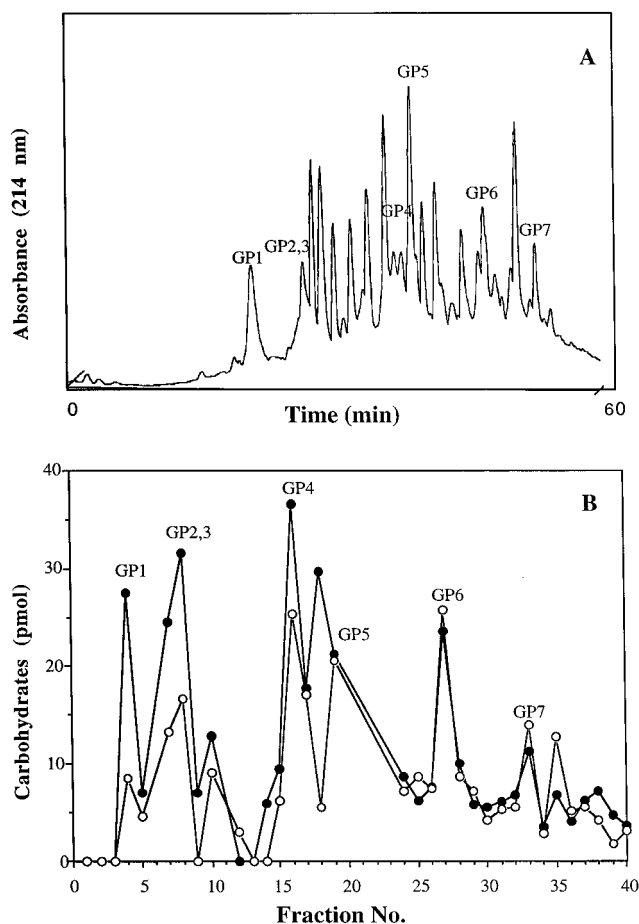 A
GP5
GP4
GP6
GP1
GP2,3
GP7
Absorbance (214 nm)
0
60
Time (min)
B
40
30
20
10
0
GP1
GP2,3
GP4
GP5
GP6
GP7
Carbohydrates (pmol)
0 5 10 15 20 25 30 35 40
Fraction No.